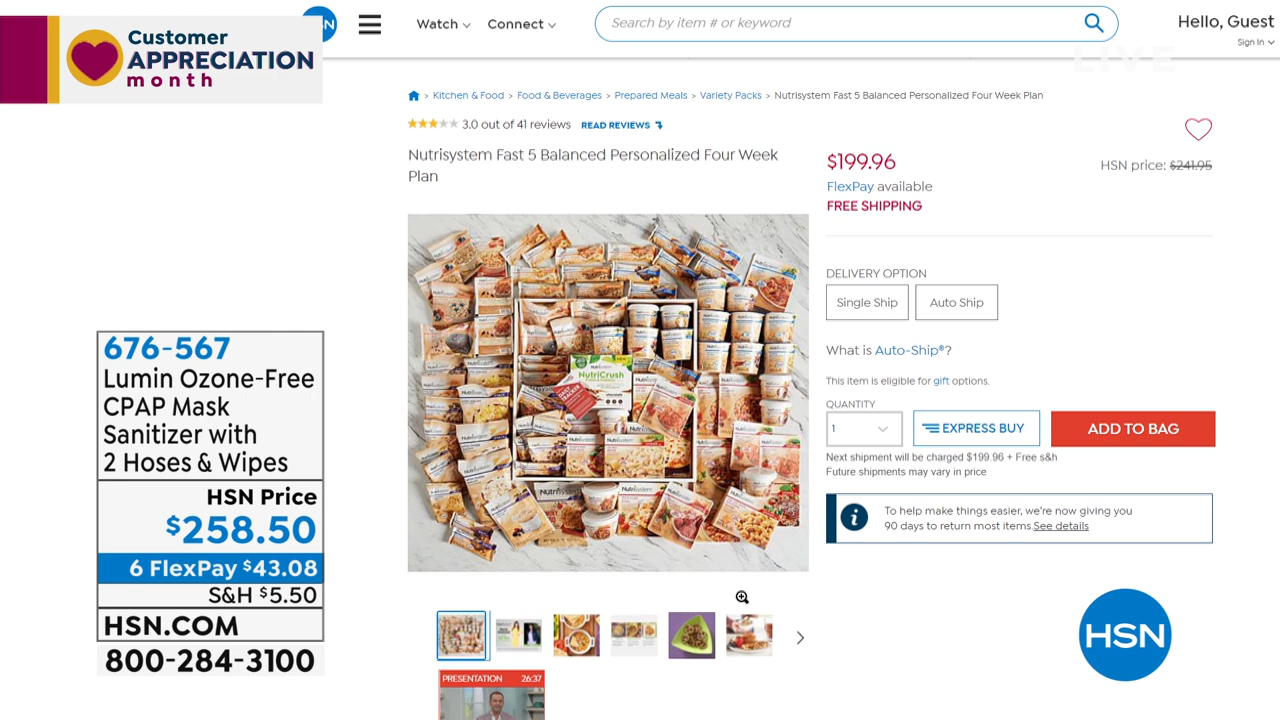 Customer
APPRECIATION
month
Watch
Connect
Search by item # or keyword
Hello, Guest
Sign In
LIVE
> Kitchen & Food > Food & Beverages > Prepared Meals > Variety Packs > Nutrisystem Fast 5 Balanced Personalized Four Week Plan
3.0 out of 41 reviews READ REVIEWS
Nutrisystem Fast 5 Balanced Personalized Four Week
Plan
$199.96
HSN price: $241.95
FlexPay available
FREE SHIPPING
DELIVERY OPTION
Single Ship
Auto Ship
What is Auto-Ship®?
This item is eligible for gift options.
QUANTITY
1
EXPRESS BUY
ADD TO BAG
Next shipment will be charged $199.96 + Free s&h
Future shipments may vary in price
To help make things easier, we're now giving you
90 days to return most items.See details
NutriCrush
676-567
Lumin Ozone-Free
CPAP Mask
Sanitizer with
2 Hoses & Wipes
HSN Price
$258.50
6 FlexPay $43.08
S&H $5.50
HSN.COM
800-284-3100
HSN
PRESENTATION 26:37